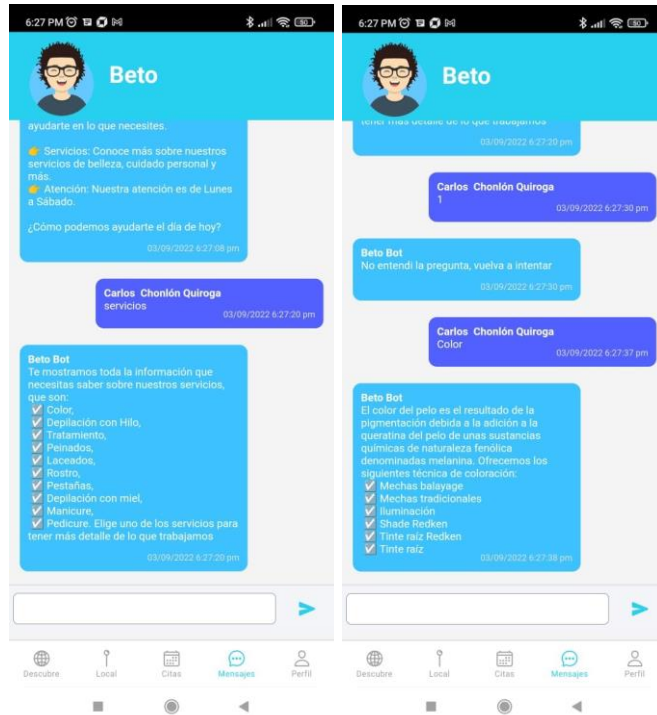 6:27 PM
50
Beto
ayudarte en lo que necesites.
👉 Servicios: Conoce más sobre nuestros
servicios de belleza, cuidado personal y
más.
👉 Atención: Nuestra atención es de Lunes
a Sábado.
¿Cómo podemos ayudarte el día de hoy?
03/09/2022 6:27:08 pm
Carlos Chonlón Quiroga
servicios
03/09/2022 6:27:20 pm
Beto Bot
Te mostramos toda la información que
necesitas saber sobre nuestros servicios,
que son:
☑ Color,
☑ Depilación con Hilo,
☑ Tratamiento,
☑ Peinados,
☑ Laceados,
☑ Rostro,
☑ Pestañas,
☑ Depilación con miel,
☑ Manicure,
☑ Pedicure. Elige uno de los servicios para
tener más detalle de lo que trabajamos
03/09/2022 6:27:20 pm
Descubre
Local
Citas
Mensajes
Perfil
6:27 PM
50
Beto
tener más detalle de lo que trabajamos
03/09/2022 6:27:20 pm
Carlos Chonlón Quiroga
1
03/09/2022 6:27:30 pm
Beto Bot
No entendi la pregunta, vuelva a intentar
03/09/2022 6:27:30 pm
Carlos Chonlón Quiroga
Color
03/09/2022 6:27:37 pm
Beto Bot
El color del pelo es el resultado de la
pigmentación debida a la adición a la
queratina del pelo de unas sustancias
químicas de naturaleza fenólica
denominadas melanina. Ofrecemos los
siguientes técnica de coloración:
☑ Mechas balayage
☑ Mechas tradicionales
☑ Iluminación
☑ Shade Redken
☑ Tinte raíz Redken
☑ Tinte raíz
03/09/2022 6:27:38 pm
Descubre
Local
Citas
Mensajes
Perfil